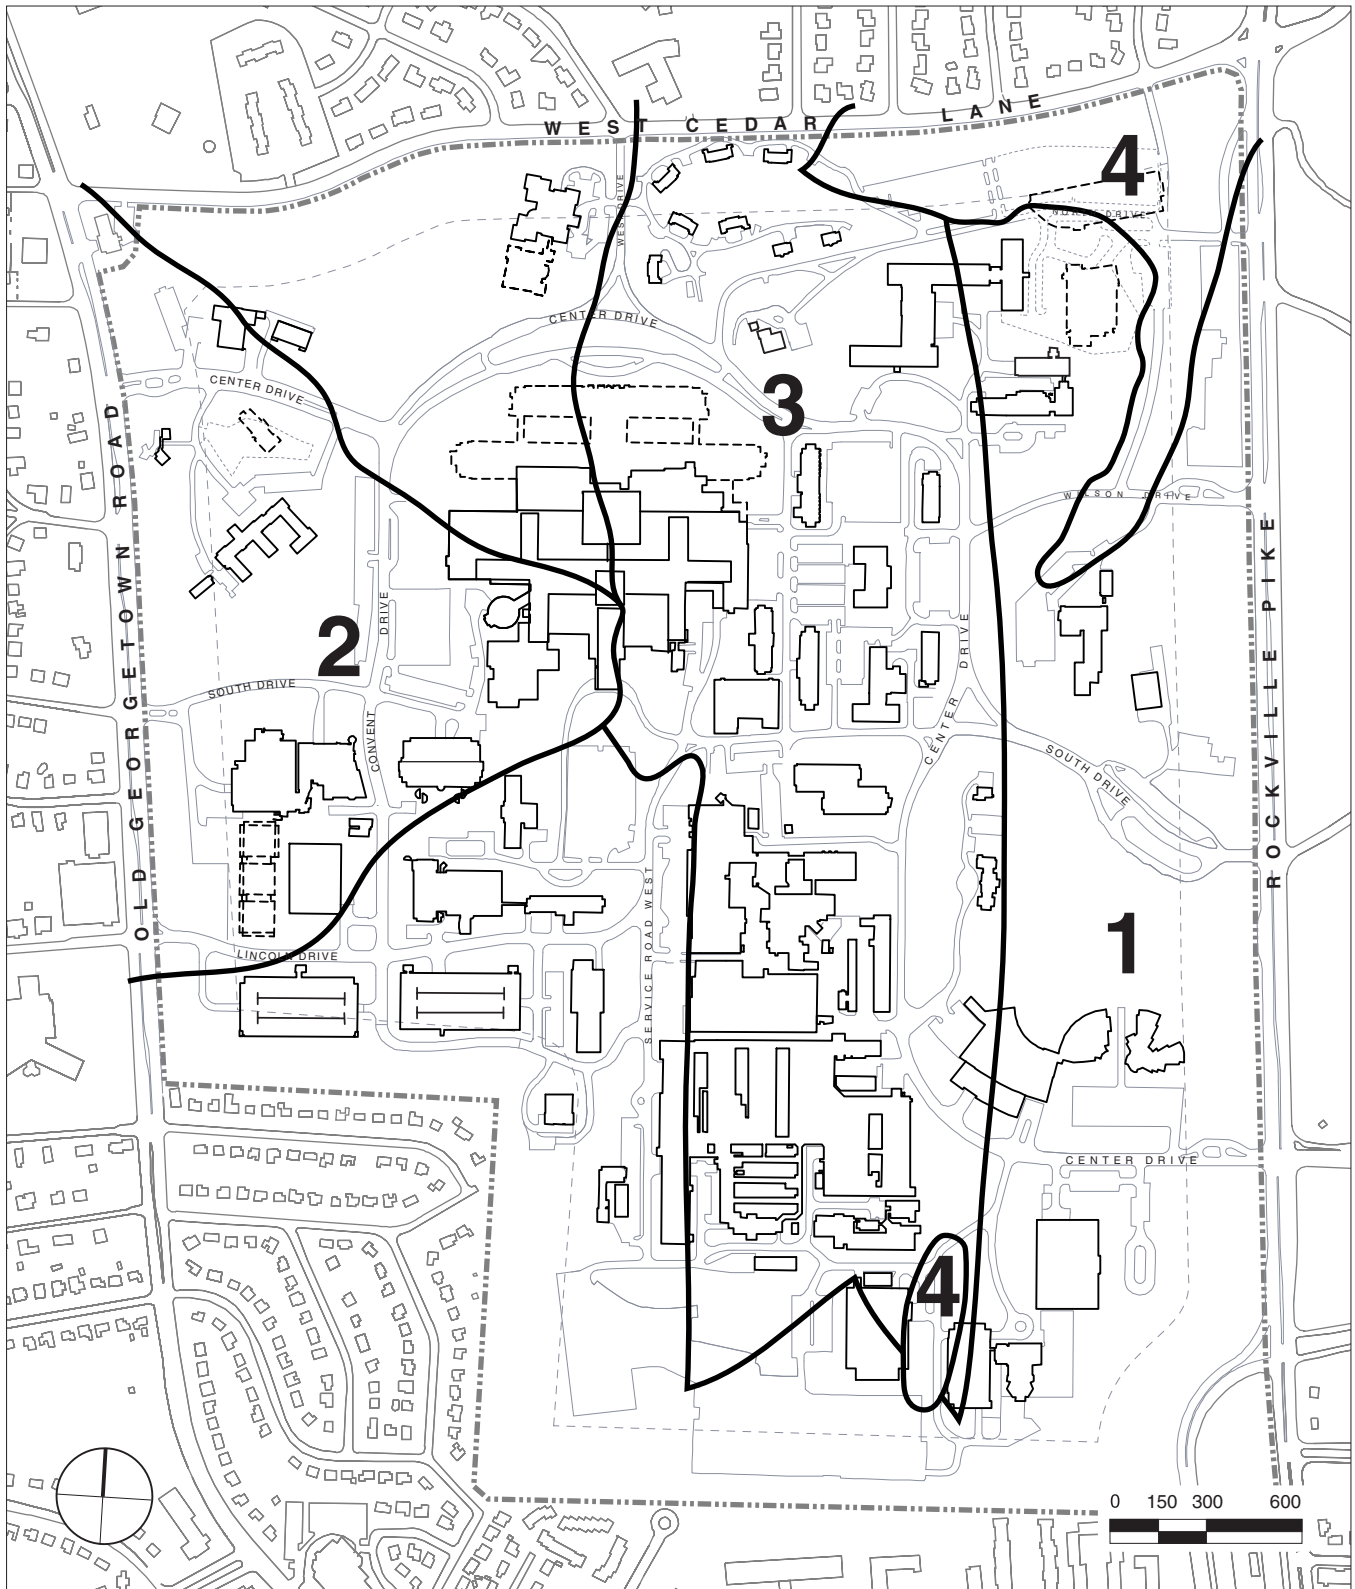 WEST CEDAR LANE
4
NORTH DRIVE
WEST DRIVE
CENTER DRIVE
CENTER DRIVE
3
OLD GEORGETOWN ROAD
WILSON DRIVE
ROCKVILLE PIKE
2
DRIVE
CONVENT
SOUTH DRIVE
CENTER DRIVE
SOUTH DRIVE
SERVICE ROAD WEST
1
LINCOLN DRIVE
CENTER DRIVE
4
0 150 300 600